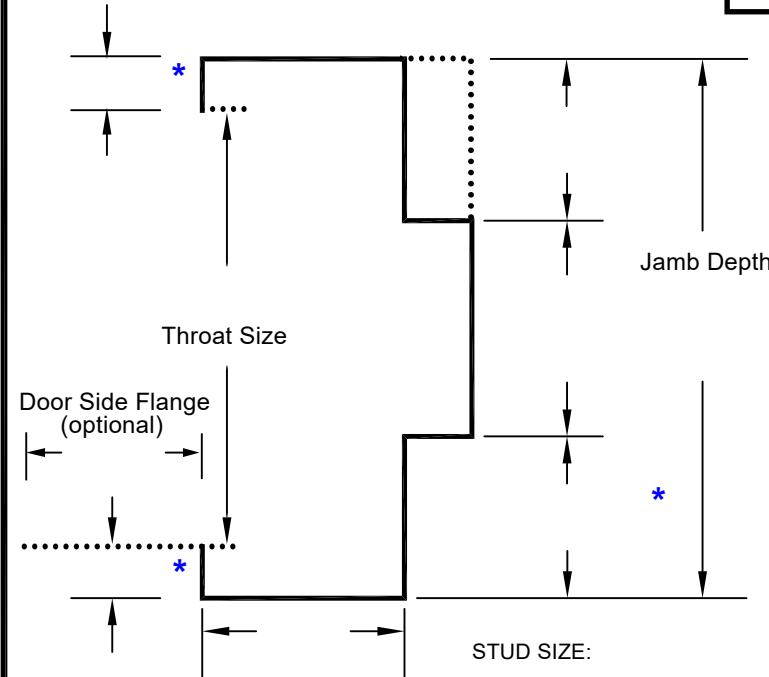 *
Jamb Depth
Throat Size
Door Side Flange
(optional)
*
*
STUD SIZE: